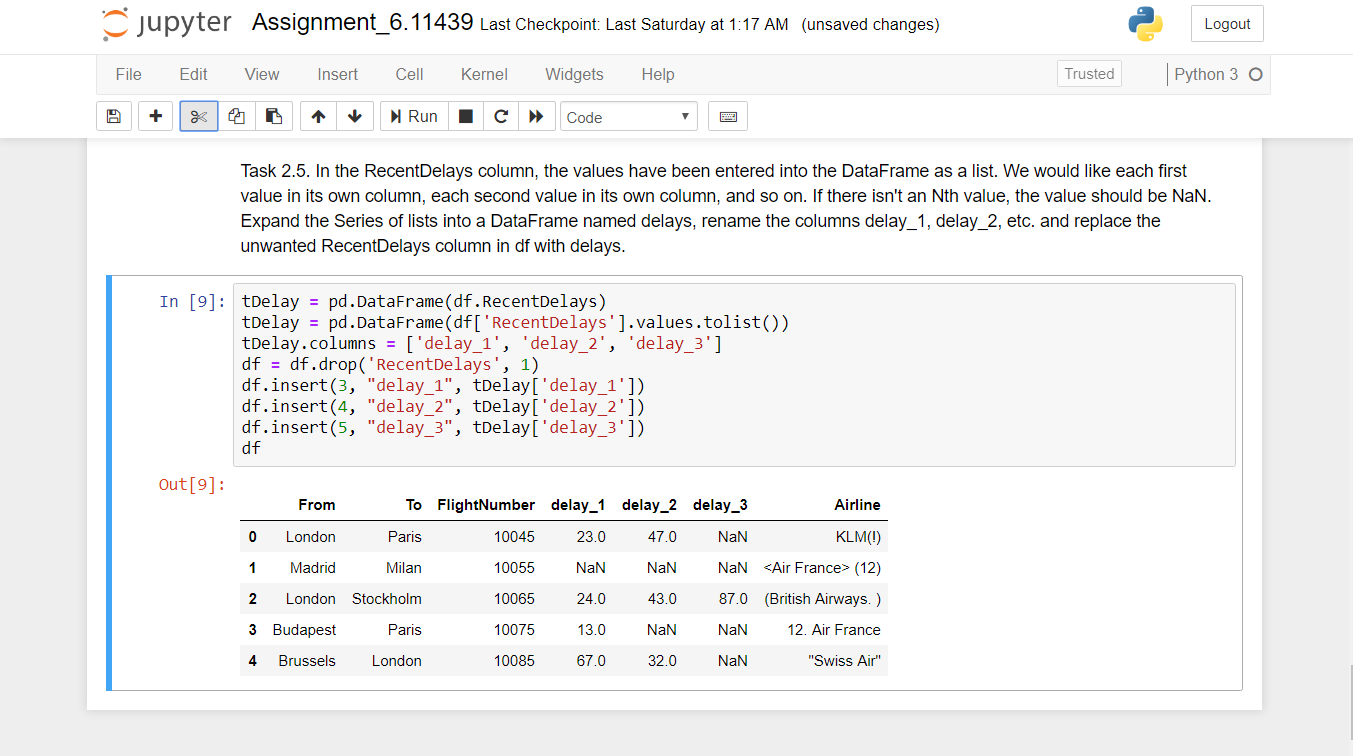 jupyter Assignment_6.11439 Last Checkpoint: Last Saturday at 1:17 AM (unsaved changes) Logout
File Edit View Insert Cell Kernel Widgets Help Trusted Python 3
Run Code
Task 2.5. In the RecentDelays column, the values have been entered into the DataFrame as a list. We would like each first
value in its own column, each second value in its own column, and so on. If there isn't an Nth value, the value should be NaN.
Expand the Series of lists into a DataFrame named delays, rename the columns delay_1, delay_2, etc. and replace the
unwanted RecentDelays column in df with delays.
In [9]: tDelay = pd.DataFrame(df.RecentDelays)
tDelay = pd.DataFrame(df['RecentDelays'].values.tolist())
tDelay.columns = ['delay_1', 'delay_2', 'delay_3']
df = df.drop('RecentDelays', 1)
df.insert(3, "delay_1", tDelay['delay_1'])
df.insert(4, "delay_2", tDelay['delay_2'])
df.insert(5, "delay_3", tDelay['delay_3'])
df
Out[9]:
From To FlightNumber delay_1 delay_2 delay_3 Airline
0 London Paris 10045 23.0 47.0 NaN KLM(!)
1 Madrid Milan 10055 NaN NaN NaN <Air France> (12)
2 London Stockholm 10065 24.0 43.0 87.0 (British Airways. )
3 Budapest Paris 10075 13.0 NaN NaN 12. Air France
4 Brussels London 10085 67.0 32.0 NaN "Swiss Air"